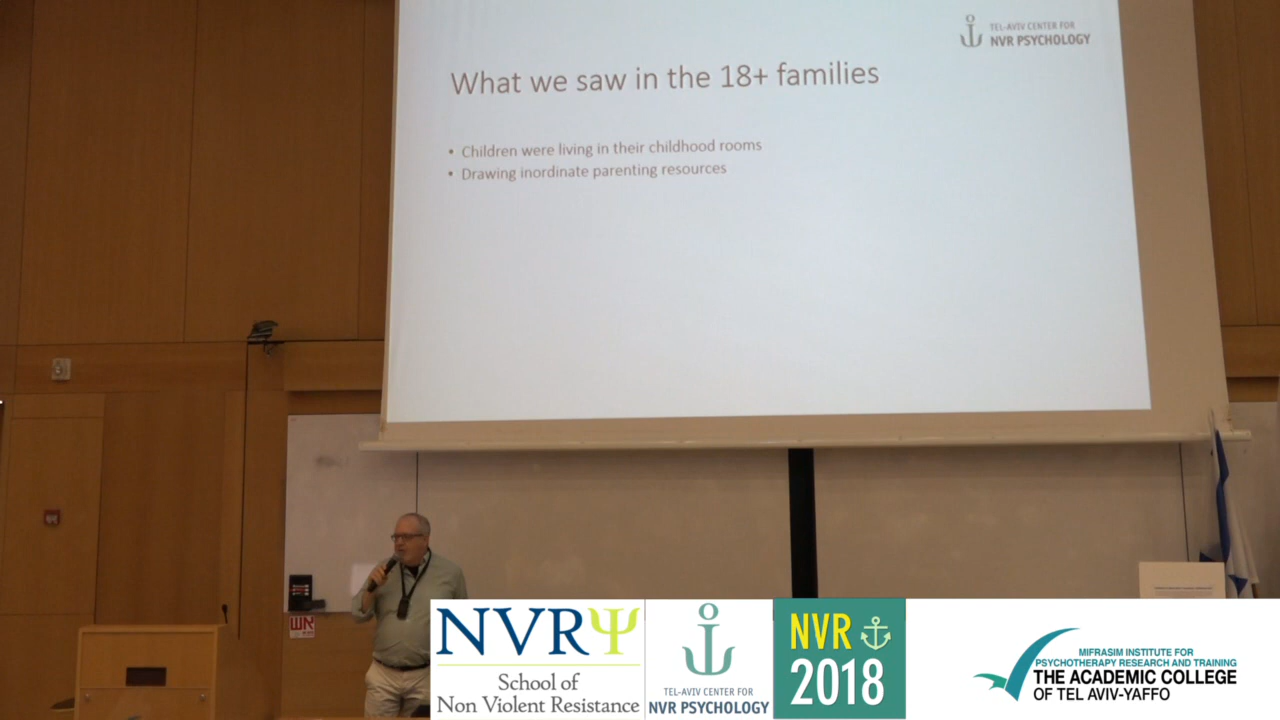 TEL-AVIV CENTER FOR
NVR PSYCHOLOGY
What we saw in the 18+ families
• Children were living in their childhood rooms
• Drawing inordinate parenting resources
אש
NVRΨ
School of
Non Violent Resistance
TEL-AVIV CENTER FOR
NVR PSYCHOLOGY
NVR
2018
MIFRASIM INSTITUTE FOR
PSYCHOTHERAPY RESEARCH AND TRAINING
THE ACADEMIC COLLEGE
OF TEL AVIV-YAFFO